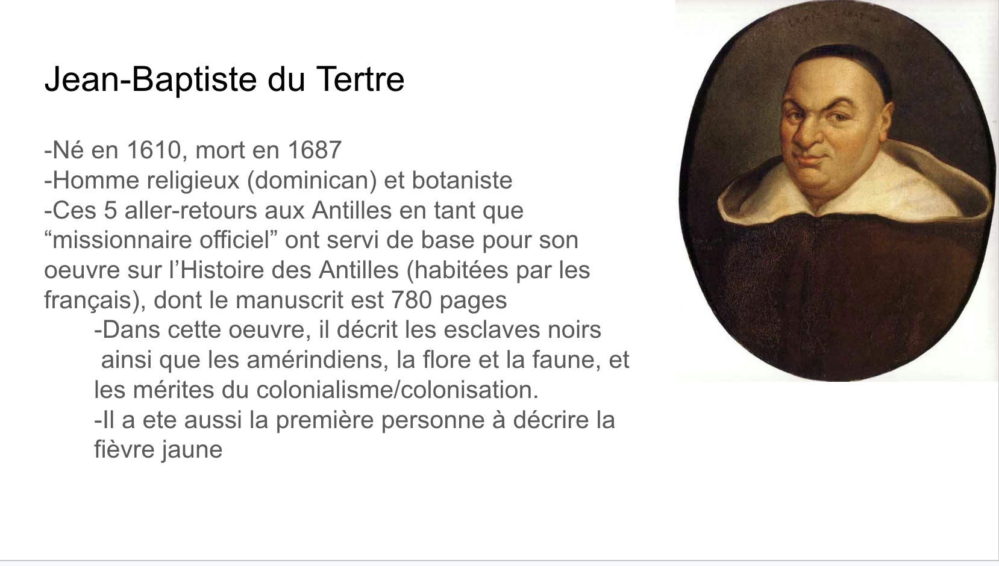 Jean-Baptiste du Tertre
-Né en 1610, mort en 1687
-Homme religieux (dominican) et botaniste
-Ces 5 aller-retours aux Antilles en tant que
“missionnaire officiel” ont servi de base pour son
oeuvre sur l’Histoire des Antilles (habitées par les
français), dont le manuscrit est 780 pages
-Dans cette oeuvre, il décrit les esclaves noirs
ainsi que les amérindiens, la flore et la faune, et
les mérites du colonialisme/colonisation.
-Il a ete aussi la première personne à décrire la
fièvre jaune